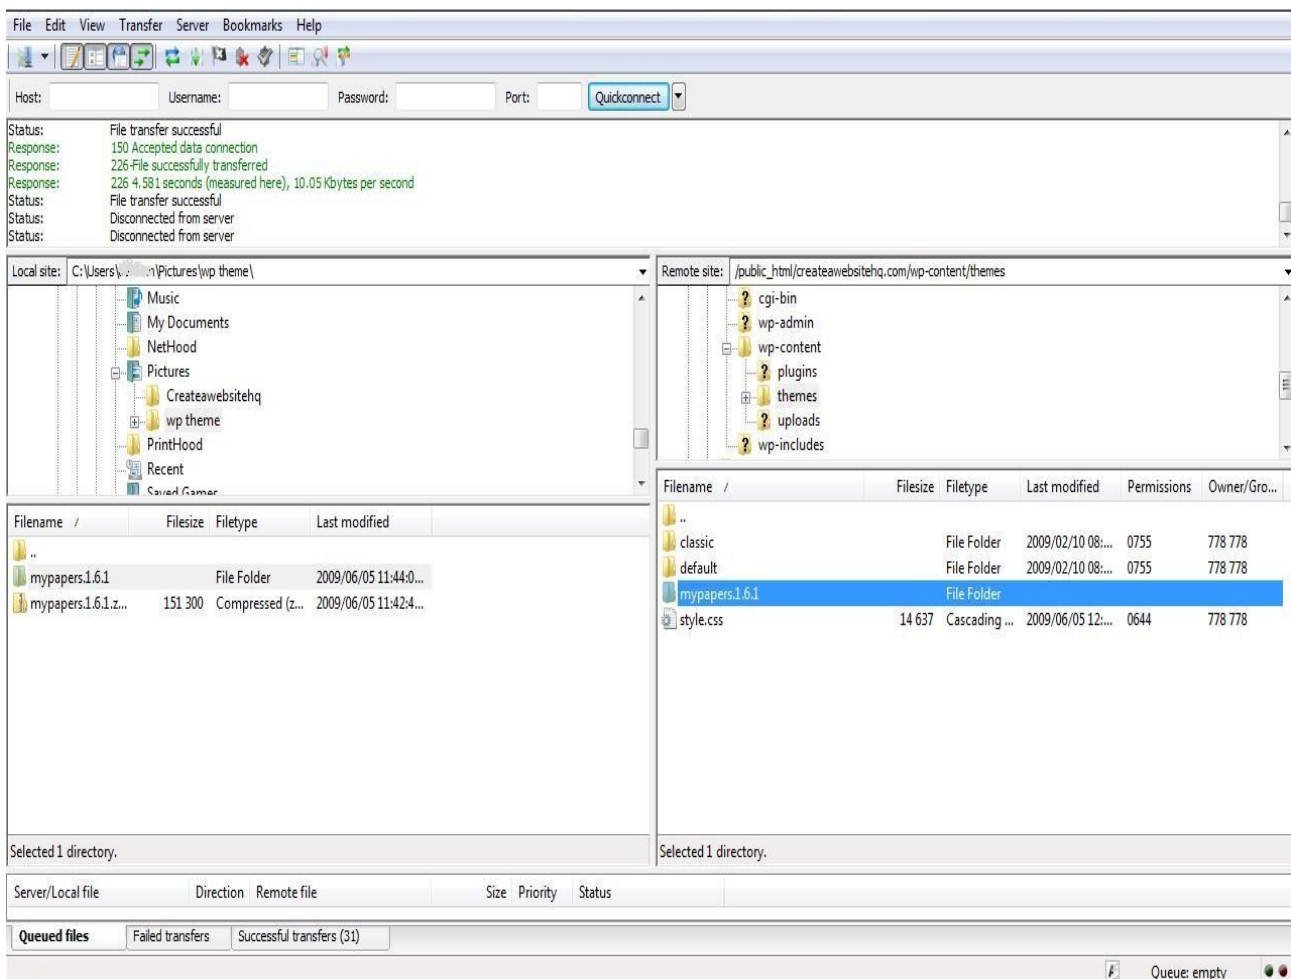 File Edit View Transfer Server Bookmarks Help
Host: Username: Password: Port: Quickconnect
Status: File transfer successful
Response: 150 Accepted data connection
Response: 226-File successfully transferred
Response: 226 4.581 seconds (measured here), 10.05 Kbytes per second
Status: File transfer successful
Status: Disconnected from server
Status: Disconnected from server
Local site: C:\Users\ \Pictures\wp theme\
Music
My Documents
NetHood
Pictures
Createawebsitehq
wp theme
PrintHood
Recent
Saved Games
Filename / Filesize Filetype Last modified
..
mypapers.1.6.1 File Folder 2009/06/05 11:44:0...
mypapers.1.6.1.z... 151 300 Compressed (z... 2009/06/05 11:42:4...
Selected 1 directory.
Remote site: /public_html/createawebsitehq.com/wp-content/themes
cgi-bin
wp-admin
wp-content
plugins
themes
uploads
wp-includes
Filename / Filesize Filetype Last modified Permissions Owner/Gro...
..
classic File Folder 2009/02/10 08:... 0755 778 778
default File Folder 2009/02/10 08:... 0755 778 778
mypapers.1.6.1 File Folder
style.css 14 637 Cascading ... 2009/06/05 12:... 0644 778 778
Selected 1 directory.
Server/Local file Direction Remote file Size Priority Status
Queued files Failed transfers Successful transfers (31)
Queue: empty